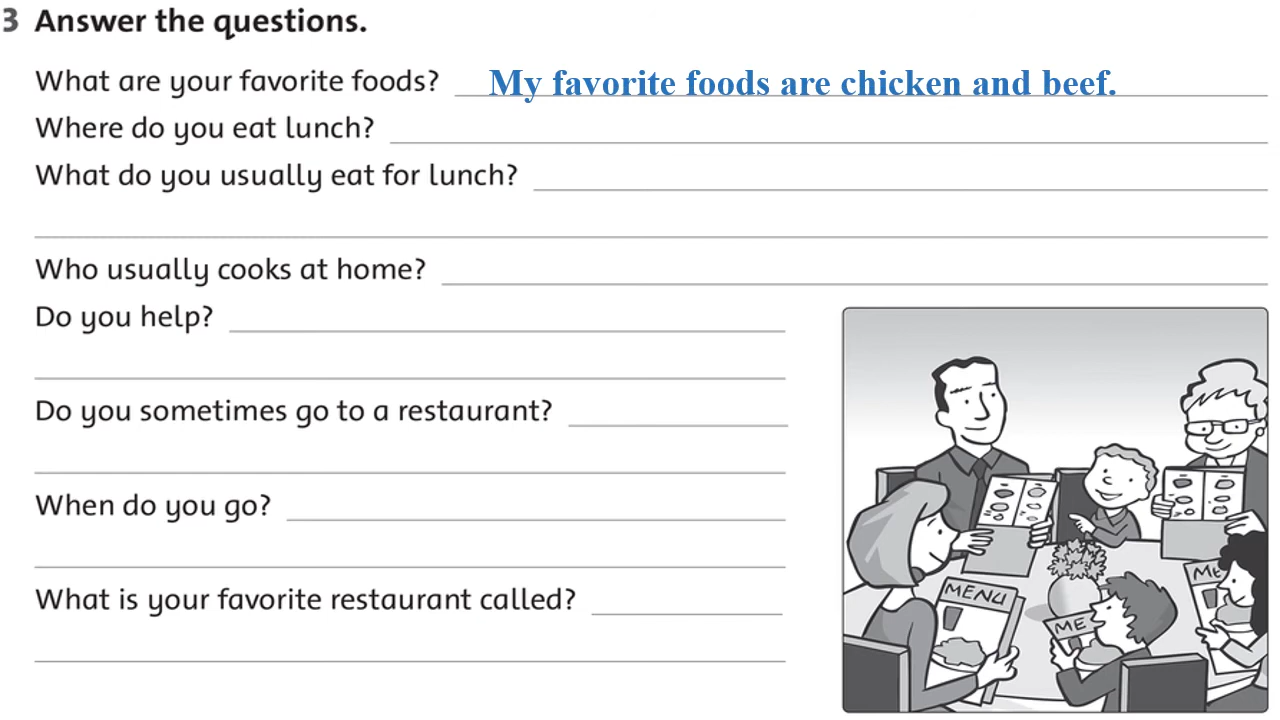 3 Answer the questions.
What are your favorite foods? My favorite foods are chicken and beef.
Where do you eat lunch?
What do you usually eat for lunch?
Who usually cooks at home?
Do you help?
Do you sometimes go to a restaurant?
When do you go?
What is your favorite restaurant called?
MENU
ME
ME